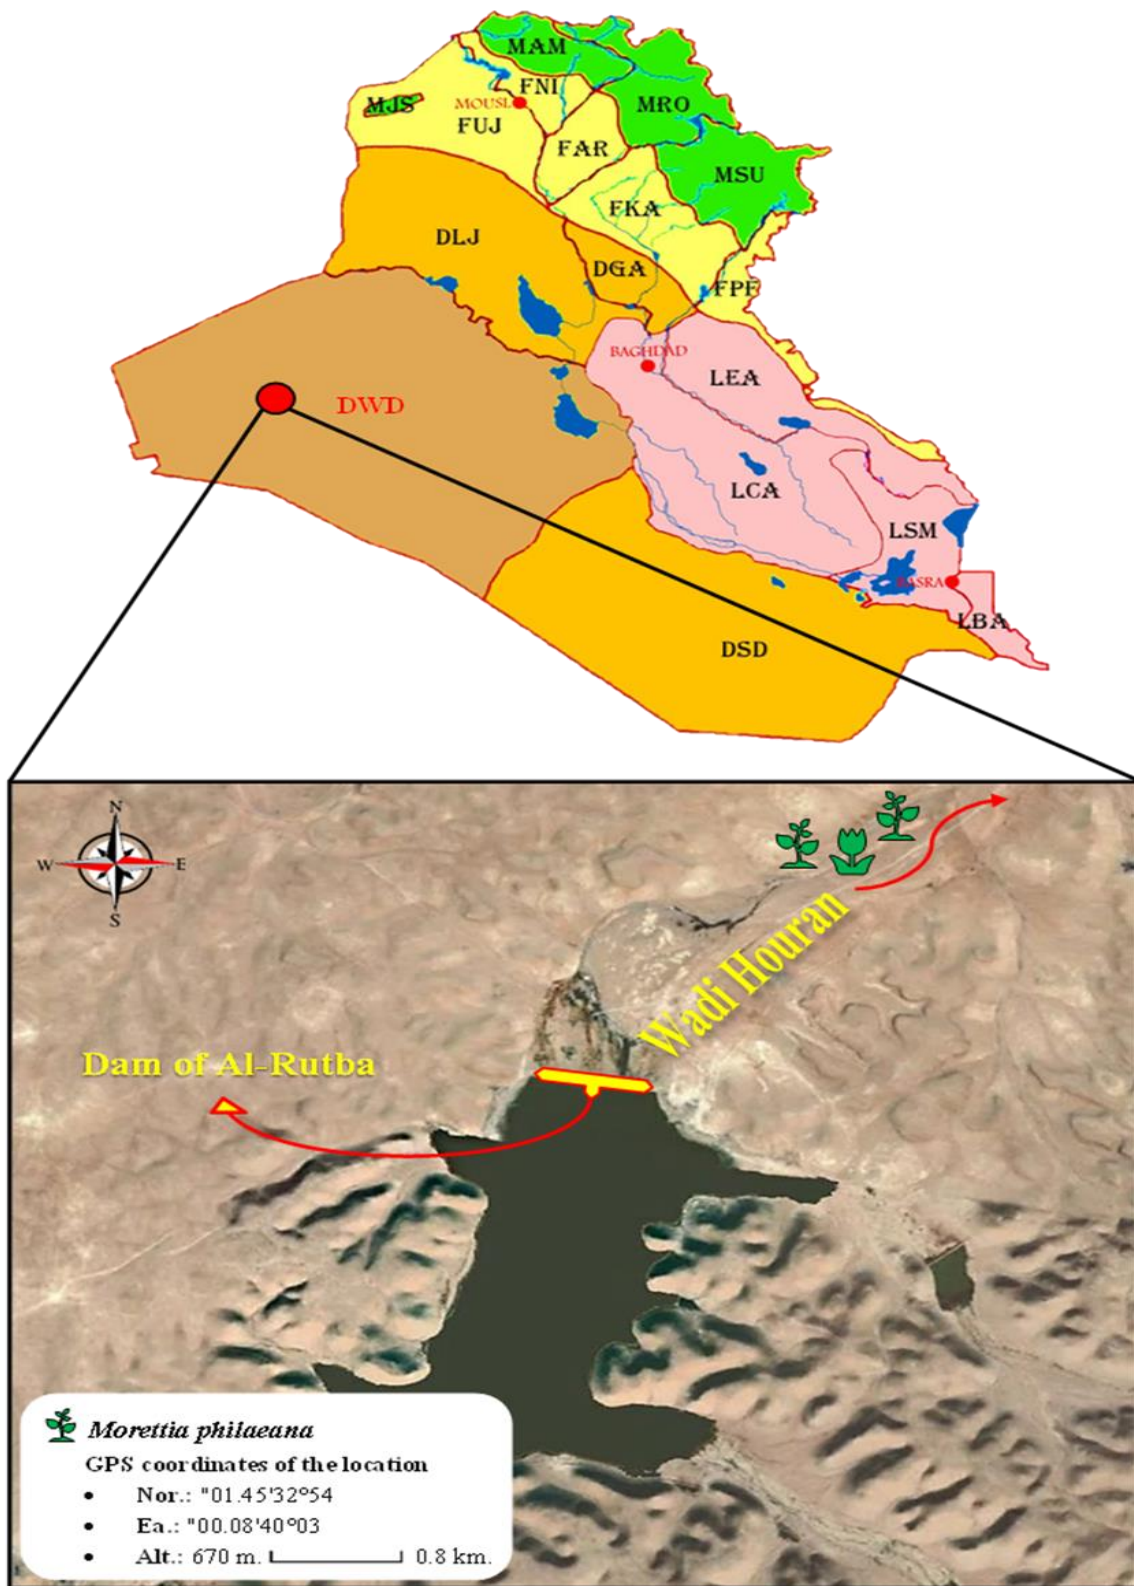 MAM
FNI
MJS
MOUSL
MRO
FUJ
FAR
MSU
FKA
DLJ
DGA
FPF
BAGHDAD
LEA
DWD
LCA
LSM
BASRA
LBA
DSD
N
W
E
S
Wadi Houran
Dam of Al-Rutba
Morettia philaeana
GPS coordinates of the location
• Nor.: "01.45'32°54
• Ea.: "00.08'40°03
• Alt.: 670 m. 0.8 km.